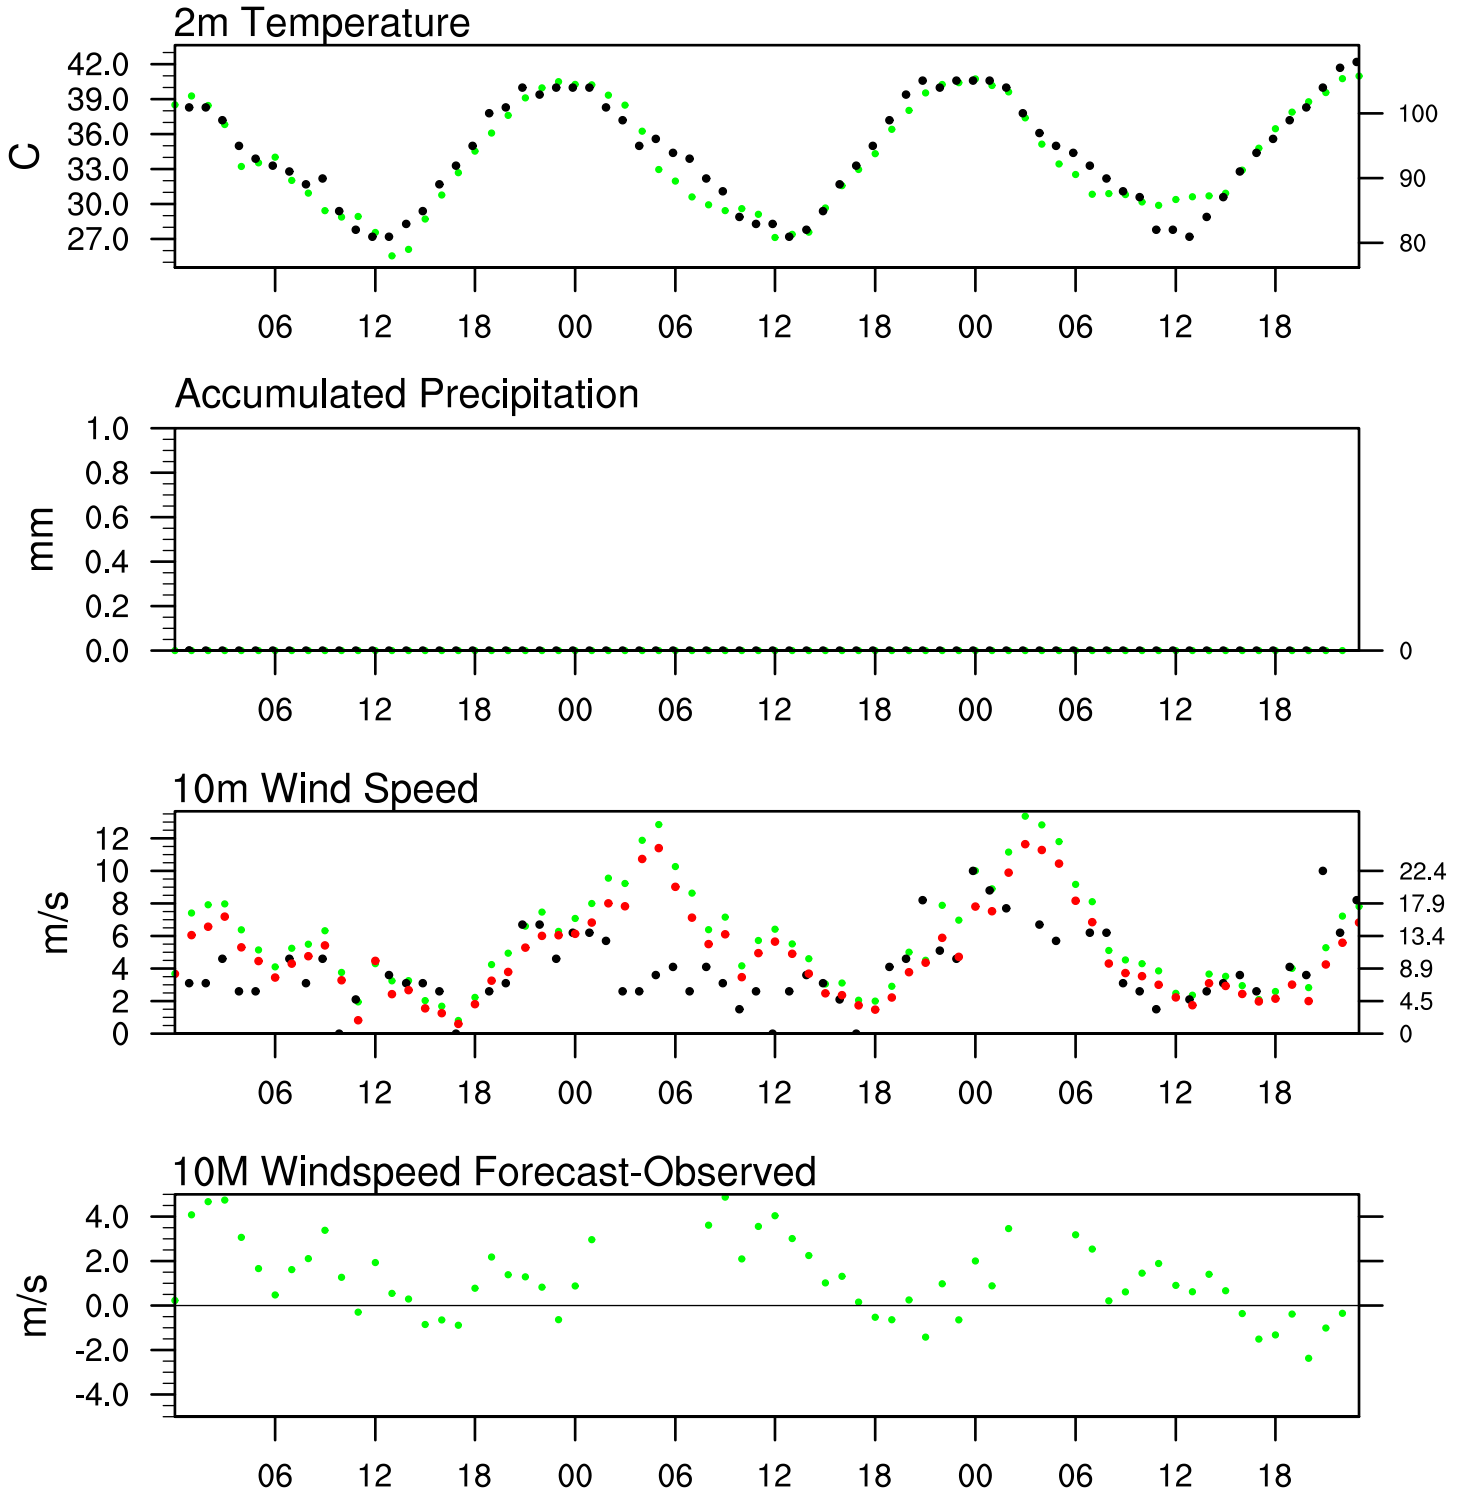 2m Temperature
42.0
39.0
36.0
33.0
30.0
27.0
C
100
90
80
06 12 18 00 06 12 18 00 06 12 18
Accumulated Precipitation
1.0
0.8
0.6
0.4
0.2
0.0
mm
0
06 12 18 00 06 12 18 00 06 12 18
10m Wind Speed
12
10
8
6
4
2
0
m/s
22.4
17.9
13.4
8.9
4.5
0
06 12 18 00 06 12 18 00 06 12 18
10M Windspeed Forecast-Observed
4.0
2.0
0.0
-2.0
-4.0
m/s
06 12 18 00 06 12 18 00 06 12 18